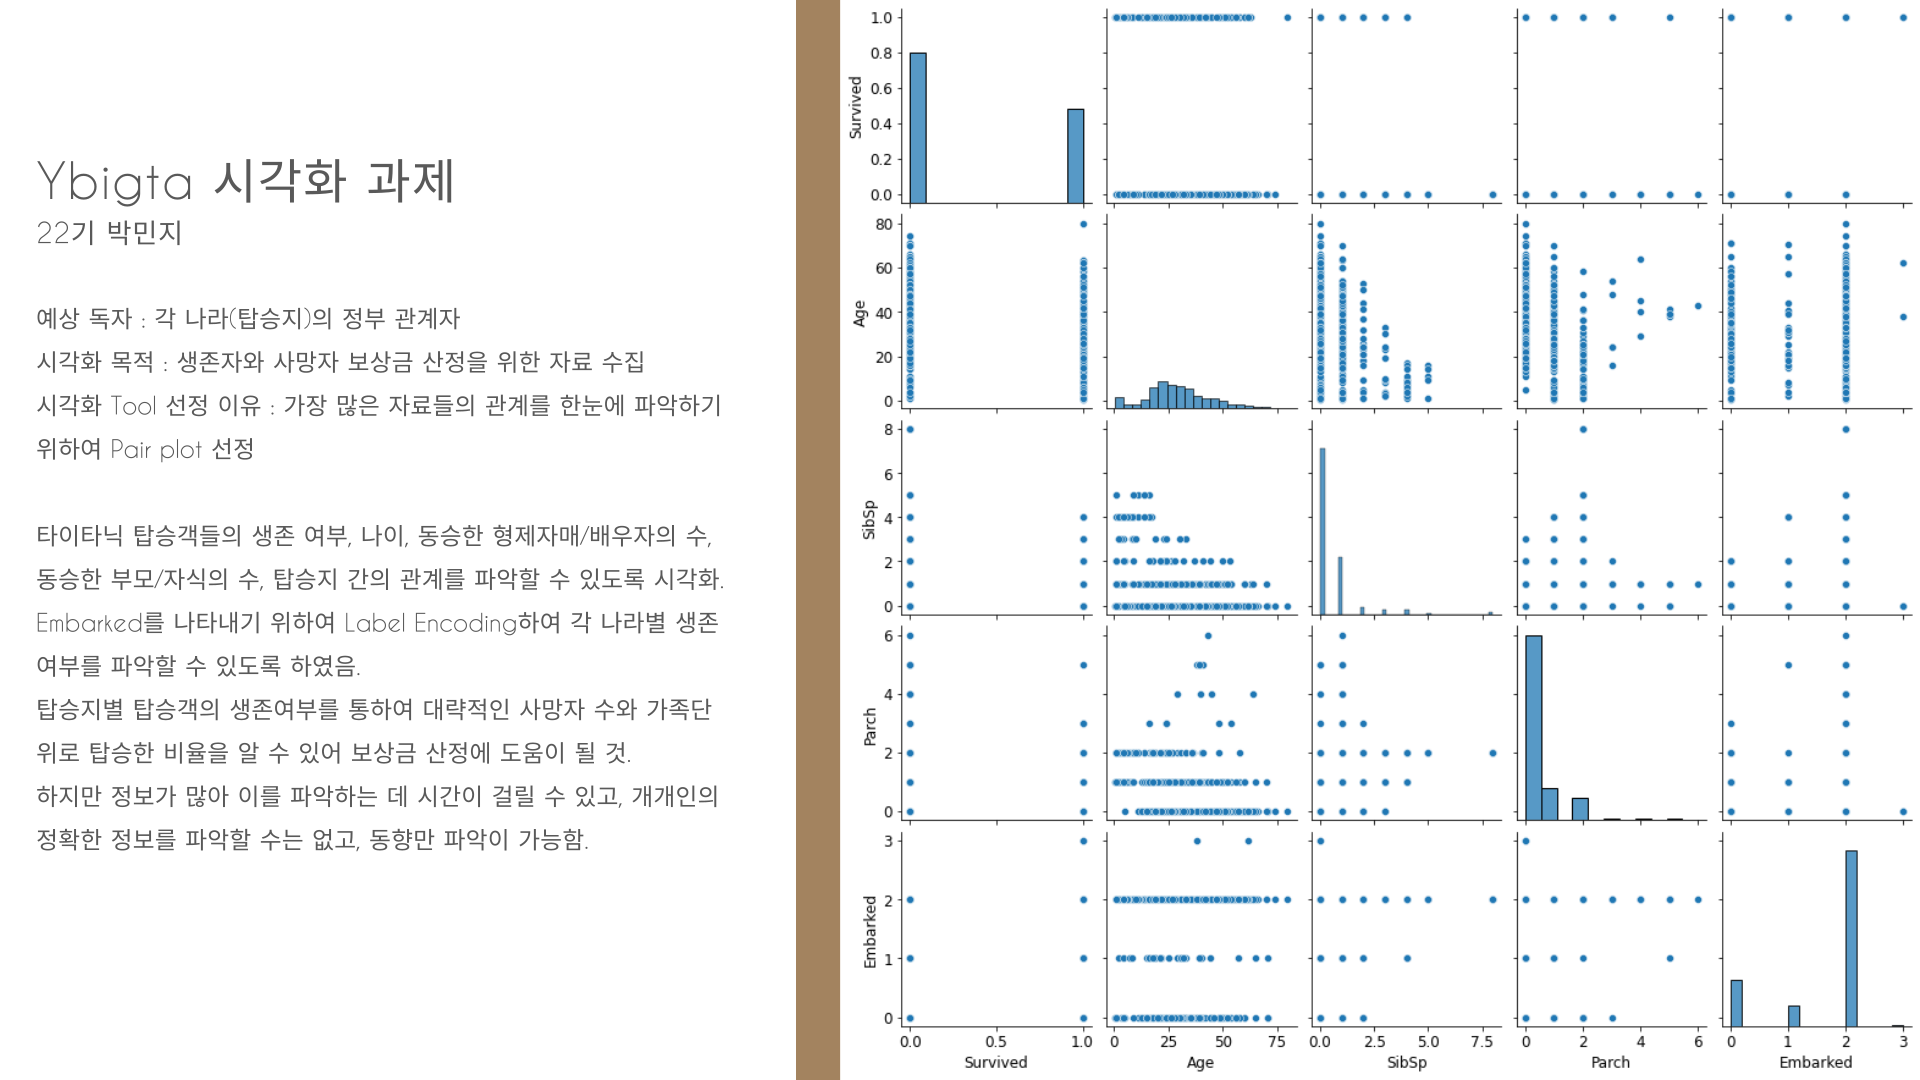 Ybigta 시각화 과제
22기 박민지
예상 독자 : 각 나라(탑승지)의 정부 관계자
시각화 목적 : 생존자와 사망자 보상금 산정을 위한 자료 수집
시각화 Tool 선정 이유 : 가장 많은 자료들의 관계를 한눈에 파악하기
위하여 Pair plot 선정
타이타닉 탑승객들의 생존 여부, 나이, 동승한 형제자매/배우자의 수,
동승한 부모/자식의 수, 탑승지 간의 관계를 파악할 수 있도록 시각화.
Embarked를 나타내기 위하여 Label Encoding하여 각 나라별 생존
여부를 파악할 수 있도록 하였음.
탑승지별 탑승객의 생존여부를 통하여 대략적인 사망자 수와 가족단
위로 탑승한 비율을 알 수 있어 보상금 산정에 도움이 될 것.
하지만 정보가 많아 이를 파악하는 데 시간이 걸릴 수 있고, 개개인의
정확한 정보를 파악할 수는 없고, 동향만 파악이 가능함.
1.0
0.8
0.6
0.4
0.2
0.0
Survived
80
60
40
20
0
Age
8
6
4
2
0
SibSp
6
4
2
0
Parch
3
2
1
0
Embarked
0.0 0.5 1.0
Survived
0 25 50 75
Age
0.0 2.5 5.0 7.5
SibSp
0 2 4 6
Parch
0 1 2 3
Embarked